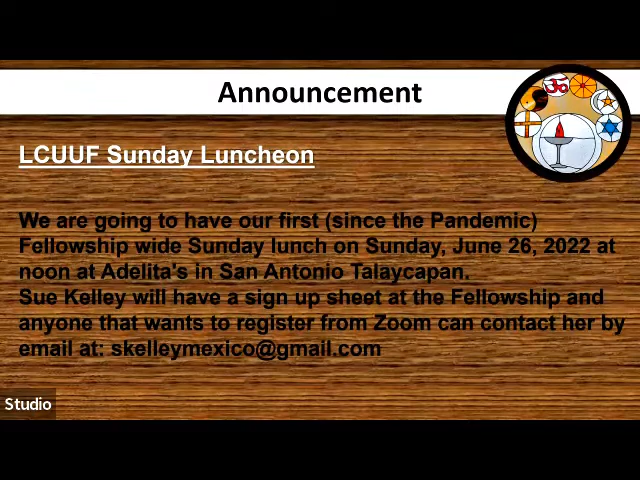 Announcement
LCUUF Sunday Luncheon
We are going to have our first (since the Pandemic)
Fellowship wide Sunday lunch on Sunday, June 26, 2022 at
noon at Adelita's in San Antonio Talaycapan.
Sue Kelley will have a sign up sheet at the Fellowship and
anyone that wants to register from Zoom can contact her by
email at: skelleymexico@gmail.com
Studio